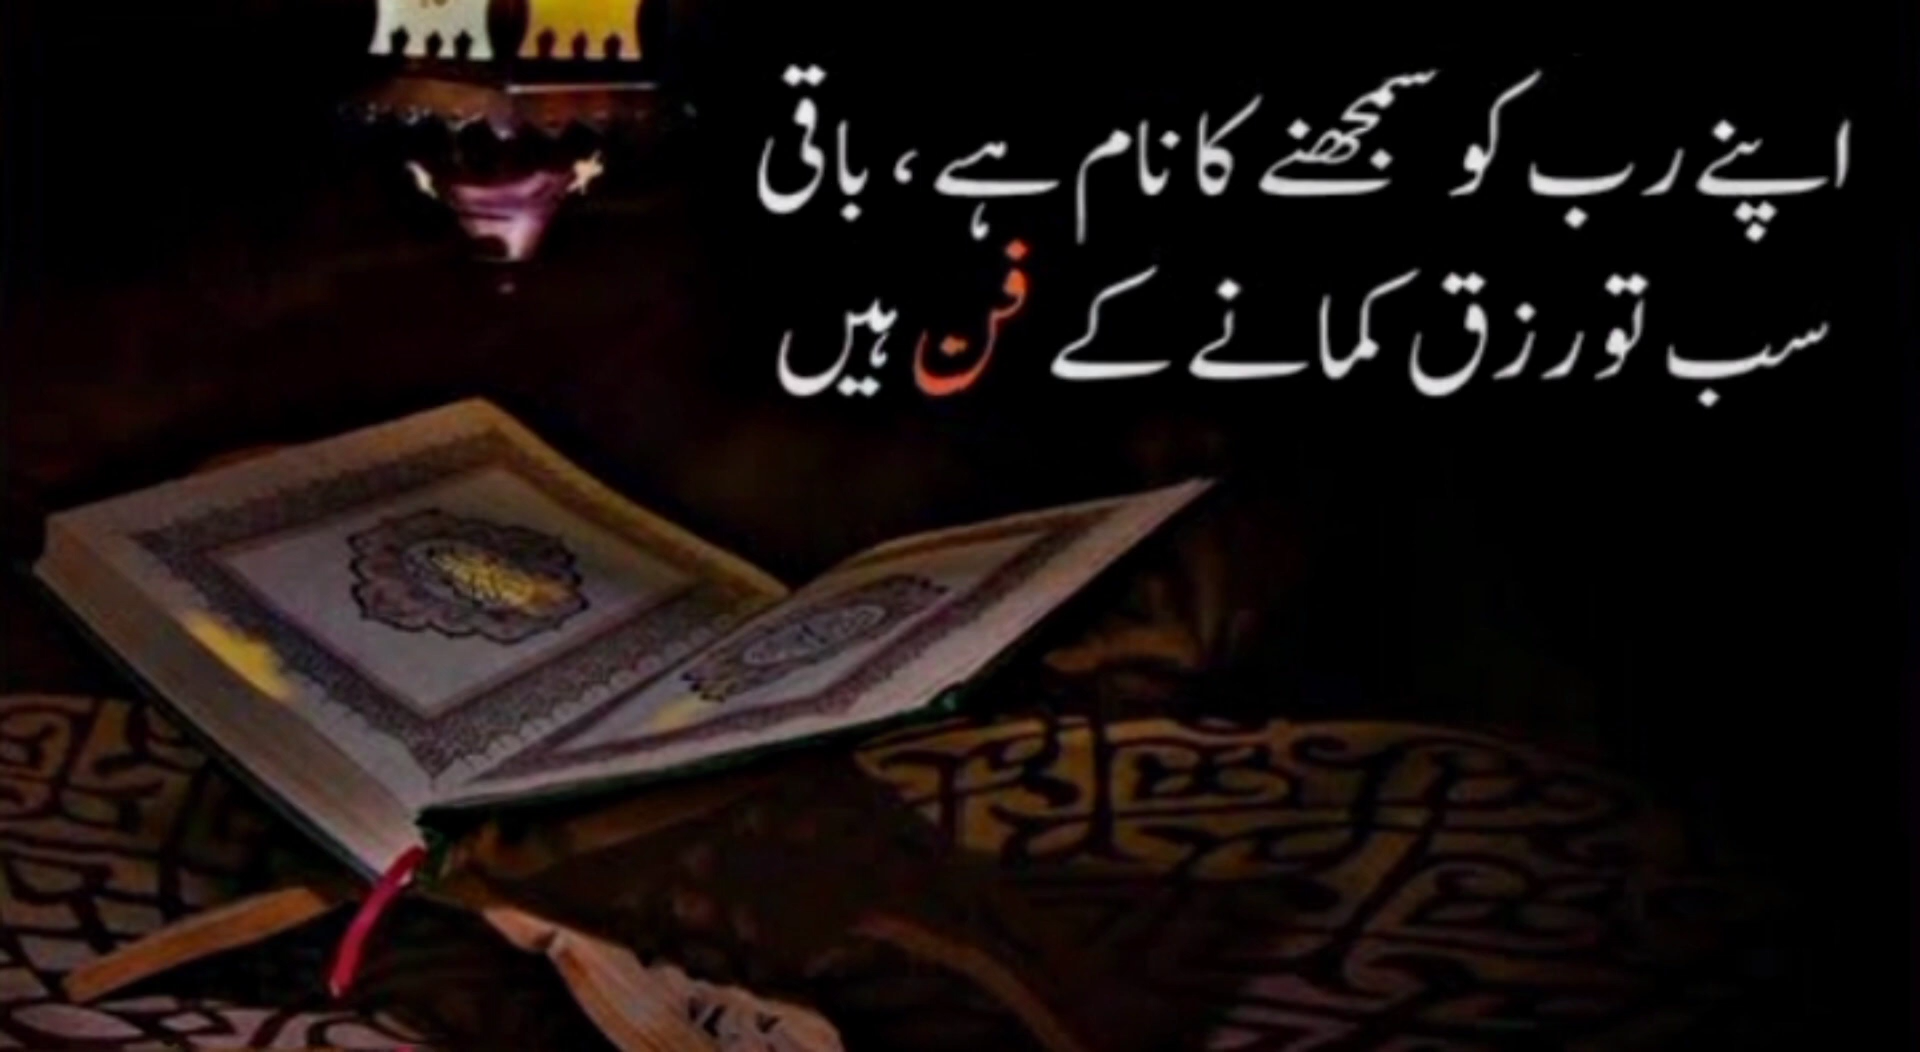 اپنے رب کو سمجھنے کا نام ہے، باقی
سب تو رزق کمانے کے فن ہیں